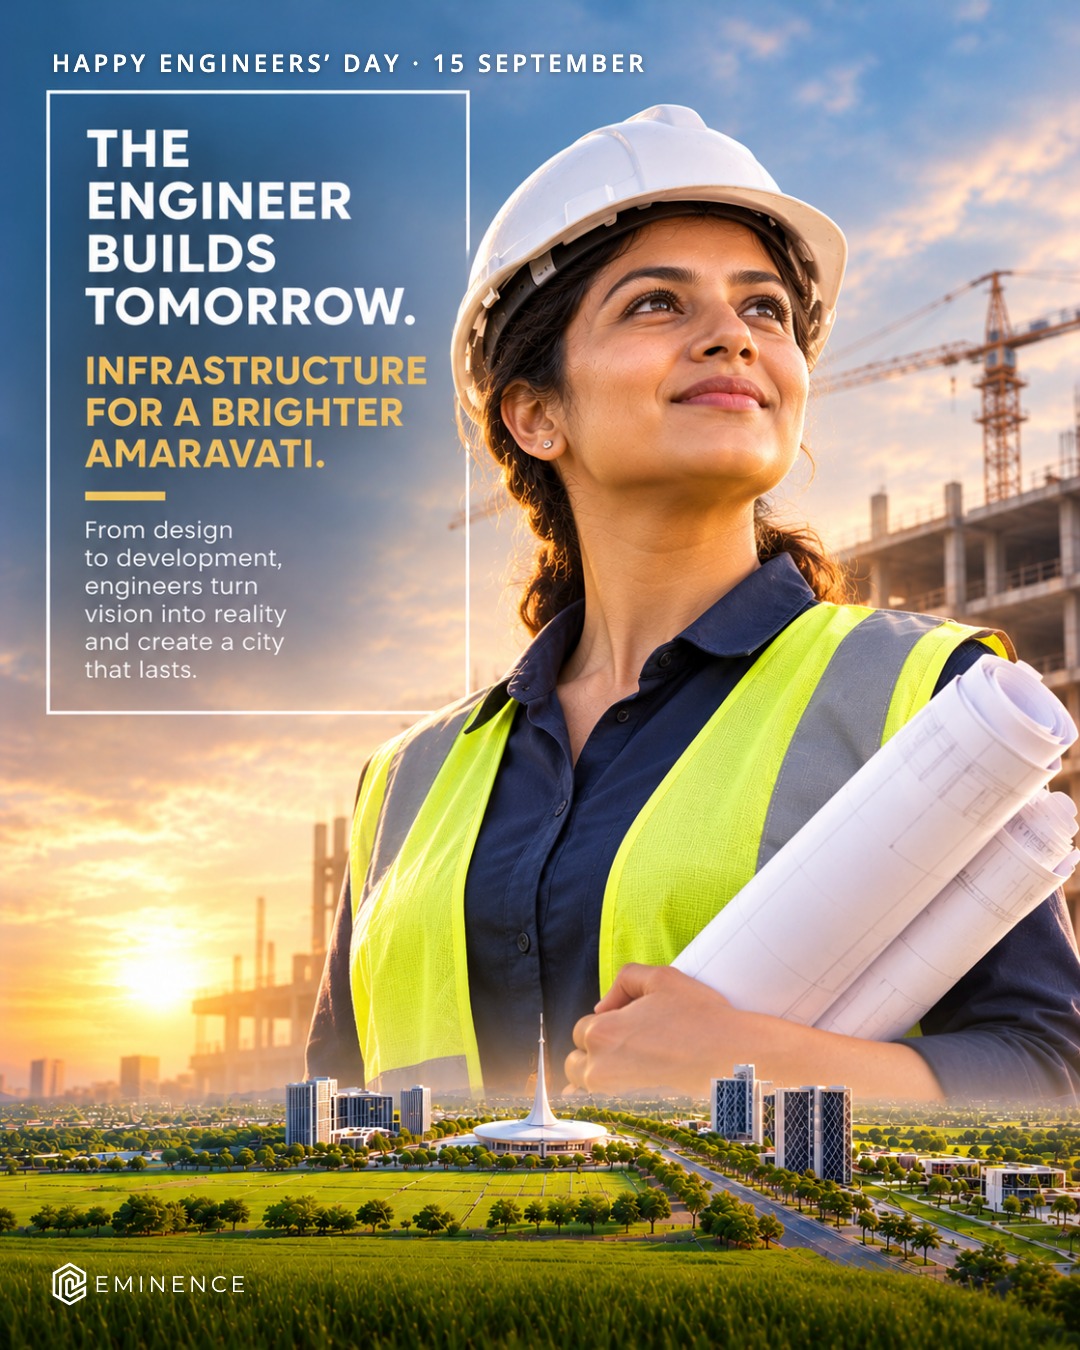 HAPPY ENGINEERS’ DAY · 15 SEPTEMBER
THE
ENGINEER
BUILDS
TOMORROW.
INFRASTRUCTURE
FOR A BRIGHTER
AMARAVATI.
From design
to development,
engineers turn
vision into reality
and create a city
that lasts.
EMINENCE